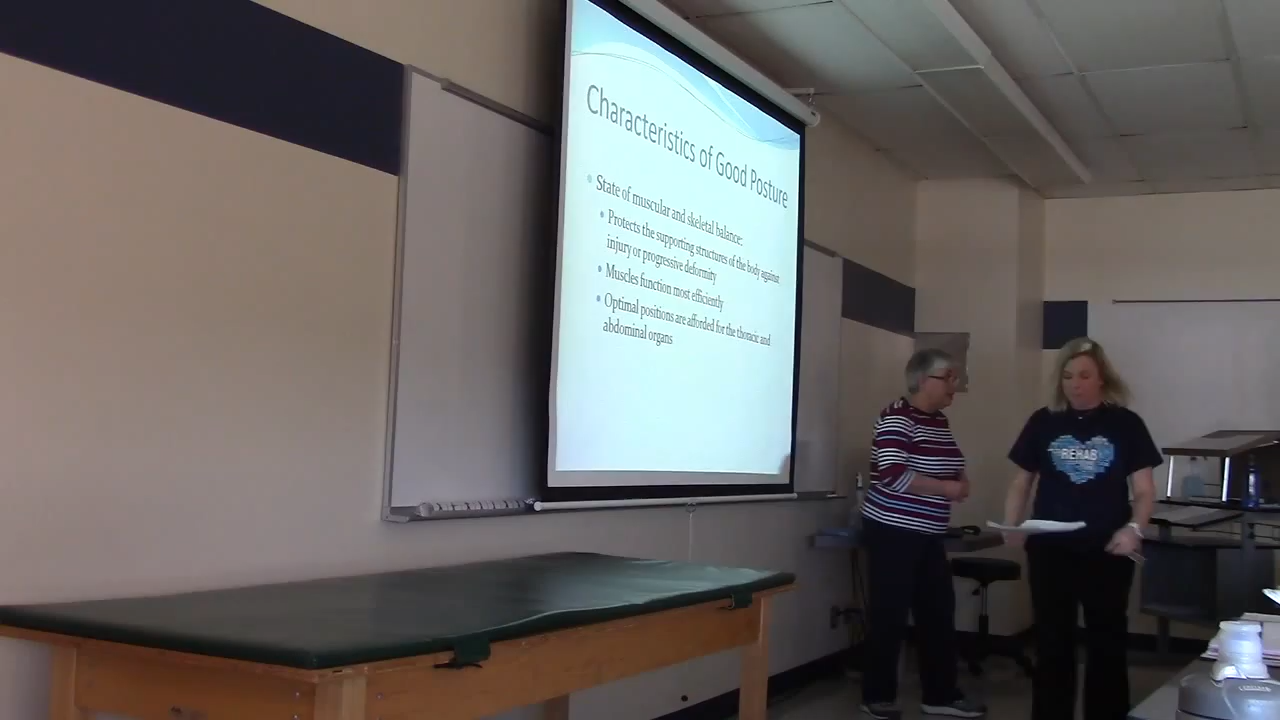 Characteristics of Good Posture
State of muscular and skeletal balance:
Protects the supporting structures of the body against
injury or progressive deformity
Muscles function most efficiently
Optimal positions are afforded for the thoracic and
abdominal organs
REHAB